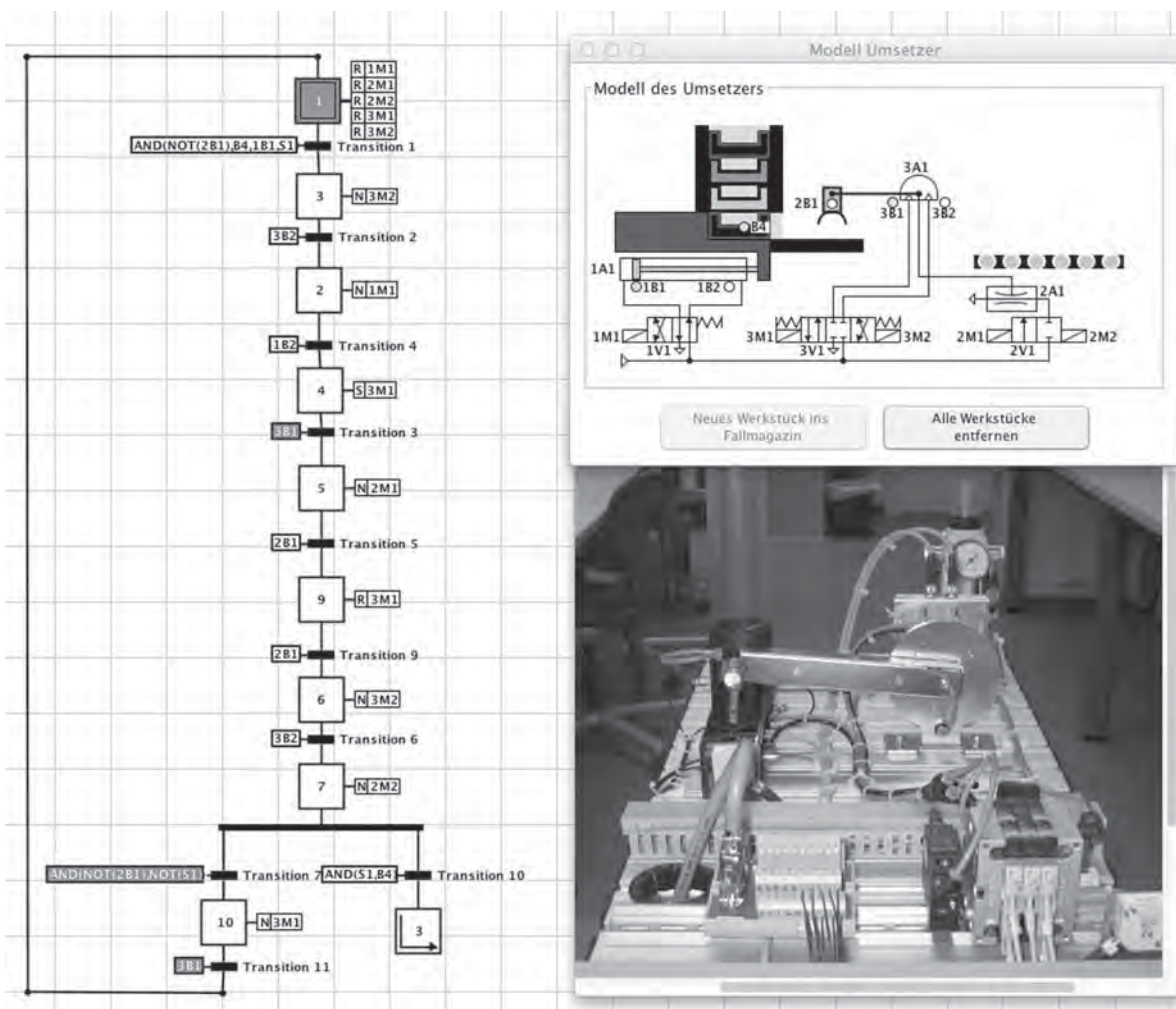 R 1M1
R 2M1
1 R 2M2
R 3M1
R 3M2
AND(NOT(2B1),B4,1B1,S1 Transition 1
3 N 3M2
3B2 Transition 2
2 N 1M1
1B2 Transition 4
4 S 3M1
3B1 Transition 3
5 N 2M1
2B1 Transition 5
9 R 3M1
2B1 Transition 9
6 N 3M2
3B2 Transition 6
7 N 2M2
AND(NOT(2B1),NOT(S1) Transition 7 AND(S1,B4) Transition 10
10 N 3M1
3
3B1 Transition 11
Modell Umsetzer
Modell des Umsetzers
3A1
2B1
3B1 3B2
B4
1A1
1B1 1B2
2A1
1M1 3M1 3M2 2M1 2M2
1V1 3V1 2V1
Neues Werkstück ins
Fallmagazin
Alle Werkstücke
entfernen